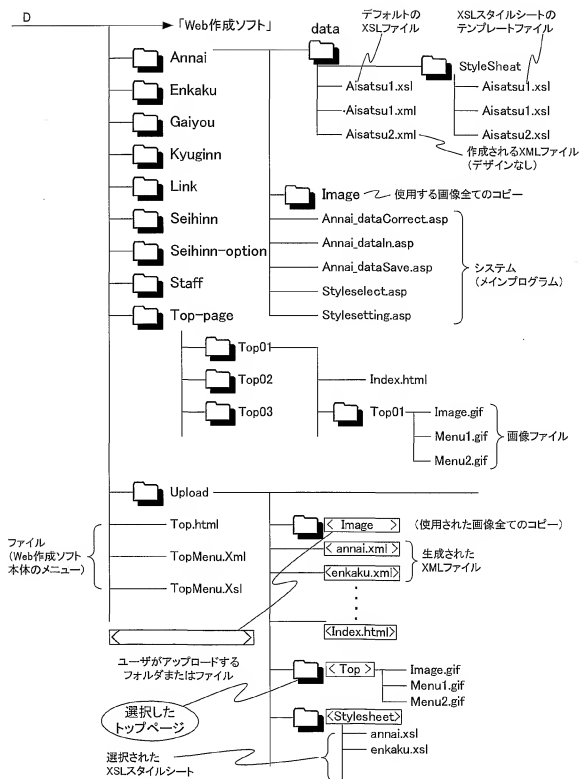 D
「Web作成ソフト」
Annai
Enkaku
Gaiyou
Kyuginn
Link
Seihinn
Seihinn-option
Staff
Top-page
data
デフォルトの
XSLファイル
XSLスタイルシートの
テンプレートファイル
StyleSheat
Aisatsu1.xsl
Aisatsu1.xml
Aisatsu2.xml
Aisatsu1.xsl
Aisatsu1.xsl
Aisatsu2.xsl
作成されるXMLファイル
(デザインなし)
Image
使用する画像全てのコピー
Annai_dataCorrect.asp
Annai_dataIn.asp
Annai_dataSave.asp
Styleselect.asp
Stylesetting.asp
システム
(メインプログラム)
Top01
Top02
Top03
Index.html
Top01
Image.gif
Menu1.gif
Menu2.gif
画像ファイル
Upload
Top.html
TopMenu.Xml
TopMenu.Xsl
ファイル
(Web作成ソフト
本体のメニュー)
< Image >
(使用された画像全てのコピー)
< annai.xml >
<enkaku.xml>
生成された
XMLファイル
<Index.html>
< >
ユーザがアップロードする
フォルダまたはファイル
< Top >
Image.gif
Menu1.gif
Menu2.gif
選択した
トップページ
<Stylesheet>
annai.xsl
enkaku.xsl
選択された
XSLスタイルシート